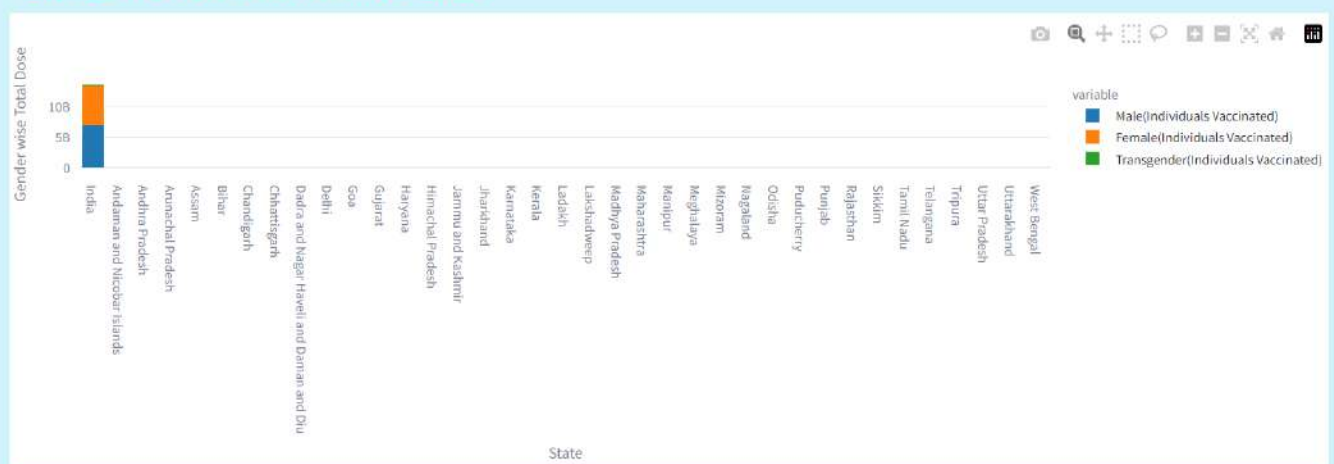 Gender wise Total Dose
10B
5B
0
India
Andaman and Nicobar Islands
Andhra Pradesh
Arunachal Pradesh
Assam
Bihar
Chandigarh
Chhattisgarh
Dadra and Nagar Haveli and Daman and Diu
Delhi
Goa
Gujarat
Haryana
Himachal Pradesh
Jammu and Kashmir
Jharkhand
Karnataka
Kerala
Ladakh
Lakshadweep
Madhya Pradesh
Maharashtra
Manipur
Meghalaya
Mizoram
Nagaland
Odisha
Puducherry
Punjab
Rajasthan
Sikkim
Tamil Nadu
Telangana
Tripura
Uttar Pradesh
Uttarakhand
West Bengal
State
variable
Male(Individuals Vaccinated)
Female(Individuals Vaccinated)
Transgender(Individuals Vaccinated)